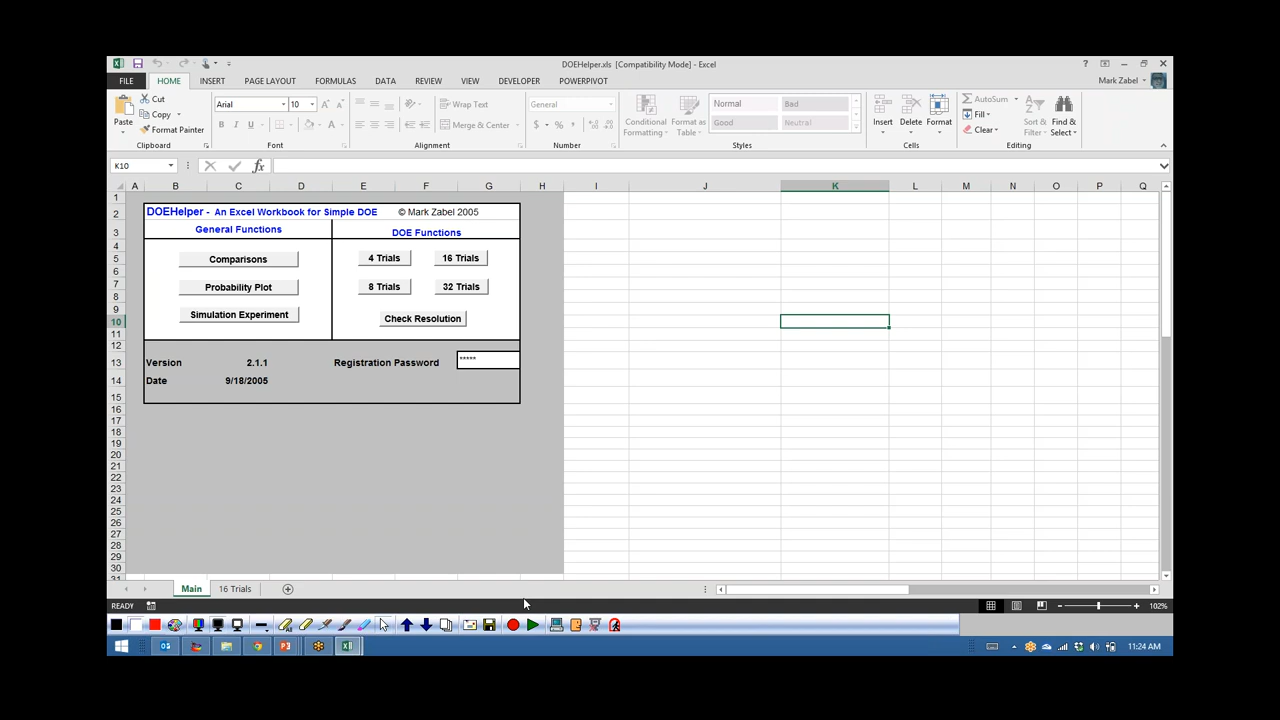 DOEHelper.xls [Compatibility Mode] - Excel
FILE HOME INSERT PAGE LAYOUT FORMULAS DATA REVIEW VIEW DEVELOPER POWERPIVOT Mark Zabel
Cut Arial 10 Wrap Text General Normal Bad AutoSum
Paste Copy Conditional Formatting Format as Table Insert Delete Format Fill Sort & Filter Find & Select
Format Painter B I U Merge & Center $ % , Good Neutral Clear
Clipboard Font Alignment Number Styles Cells Editing
K10 fx
A B C D E F G H I J K L M N O P Q
1
2 DOEHelper - An Excel Workbook for Simple DOE © Mark Zabel 2005
3 General Functions DOE Functions
4
5 Comparisons 4 Trials 16 Trials
6
7 Probability Plot 8 Trials 32 Trials
8
9 Simulation Experiment Check Resolution
10
11
12
13 Version 2.1.1 Registration Password *****
14 Date 9/18/2005
15
16
17
18
19
20
21
22
23
24
25
26
27
28
29
30
31
Main 16 Trials
READY 102%
11:24 AM